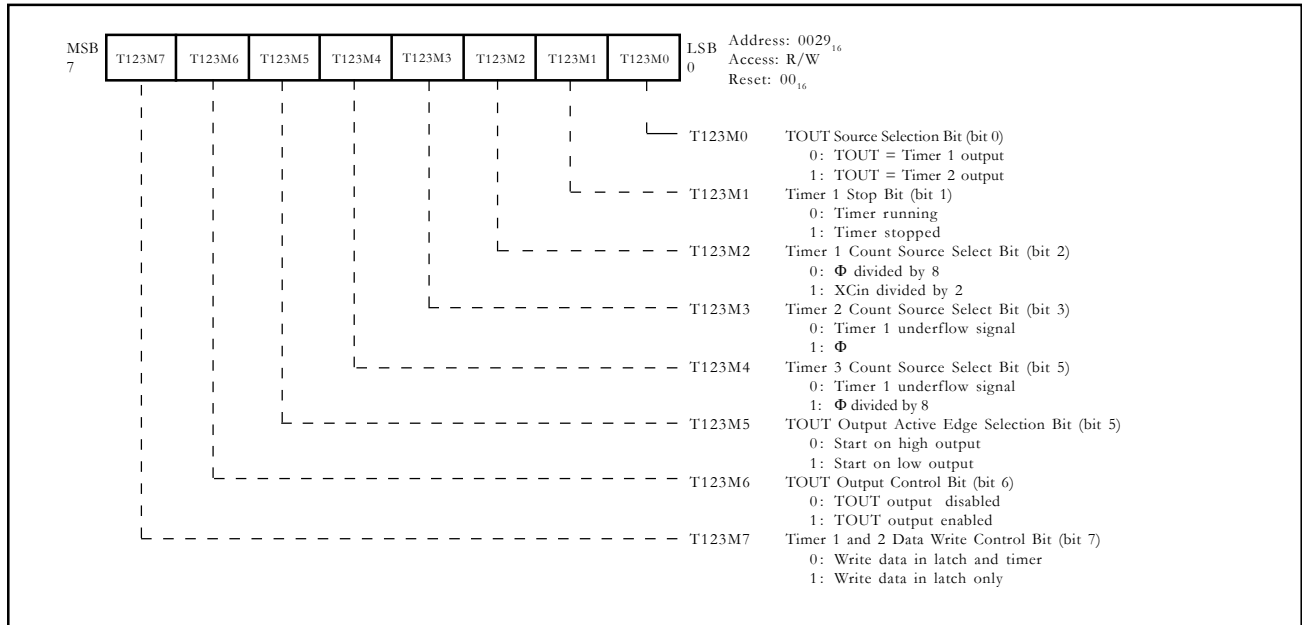 MSB
7
T123M7 T123M6 T123M5 T123M4 T123M3 T123M2 T123M1 T123M0
LSB
0
Address: 0029₁₆
Access: R/W
Reset: 00₁₆
T123M0 TOUT Source Selection Bit (bit 0)
0: TOUT = Timer 1 output
1: TOUT = Timer 2 output
T123M1 Timer 1 Stop Bit (bit 1)
0: Timer running
1: Timer stopped
T123M2 Timer 1 Count Source Select Bit (bit 2)
0: Φ divided by 8
1: XCin divided by 2
T123M3 Timer 2 Count Source Select Bit (bit 3)
0: Timer 1 underflow signal
1: Φ
T123M4 Timer 3 Count Source Select Bit (bit 5)
0: Timer 1 underflow signal
1: Φ divided by 8
T123M5 TOUT Output Active Edge Selection Bit (bit 5)
0: Start on high output
1: Start on low output
T123M6 TOUT Output Control Bit (bit 6)
0: TOUT output disabled
1: TOUT output enabled
T123M7 Timer 1 and 2 Data Write Control Bit (bit 7)
0: Write data in latch and timer
1: Write data in latch only